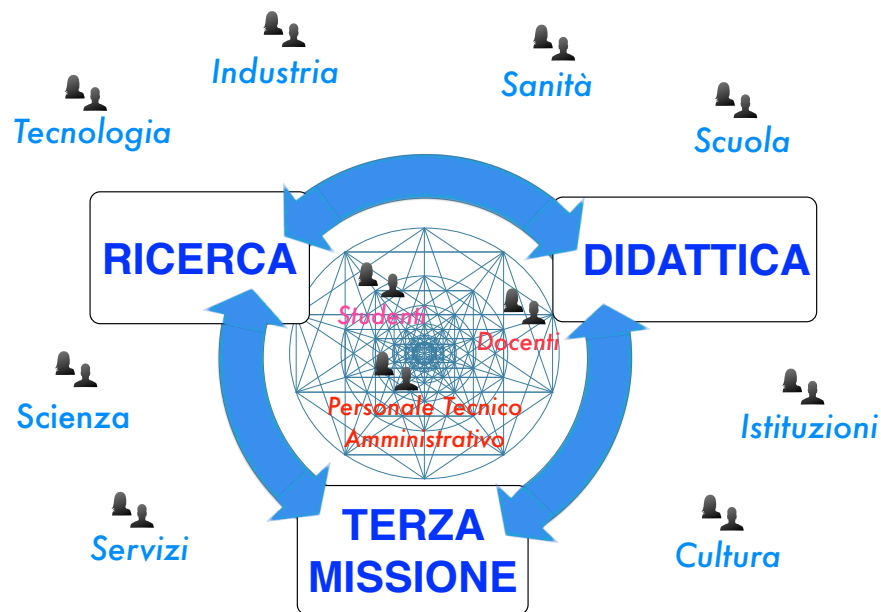 Industria
Sanità
Tecnologia
Scuola
RICERCA
DIDATTICA
Studenti
Docenti
Personale Tecnico
Amministrativo
Scienza
Istituzioni
Servizi
TERZA
MISSIONE
Cultura